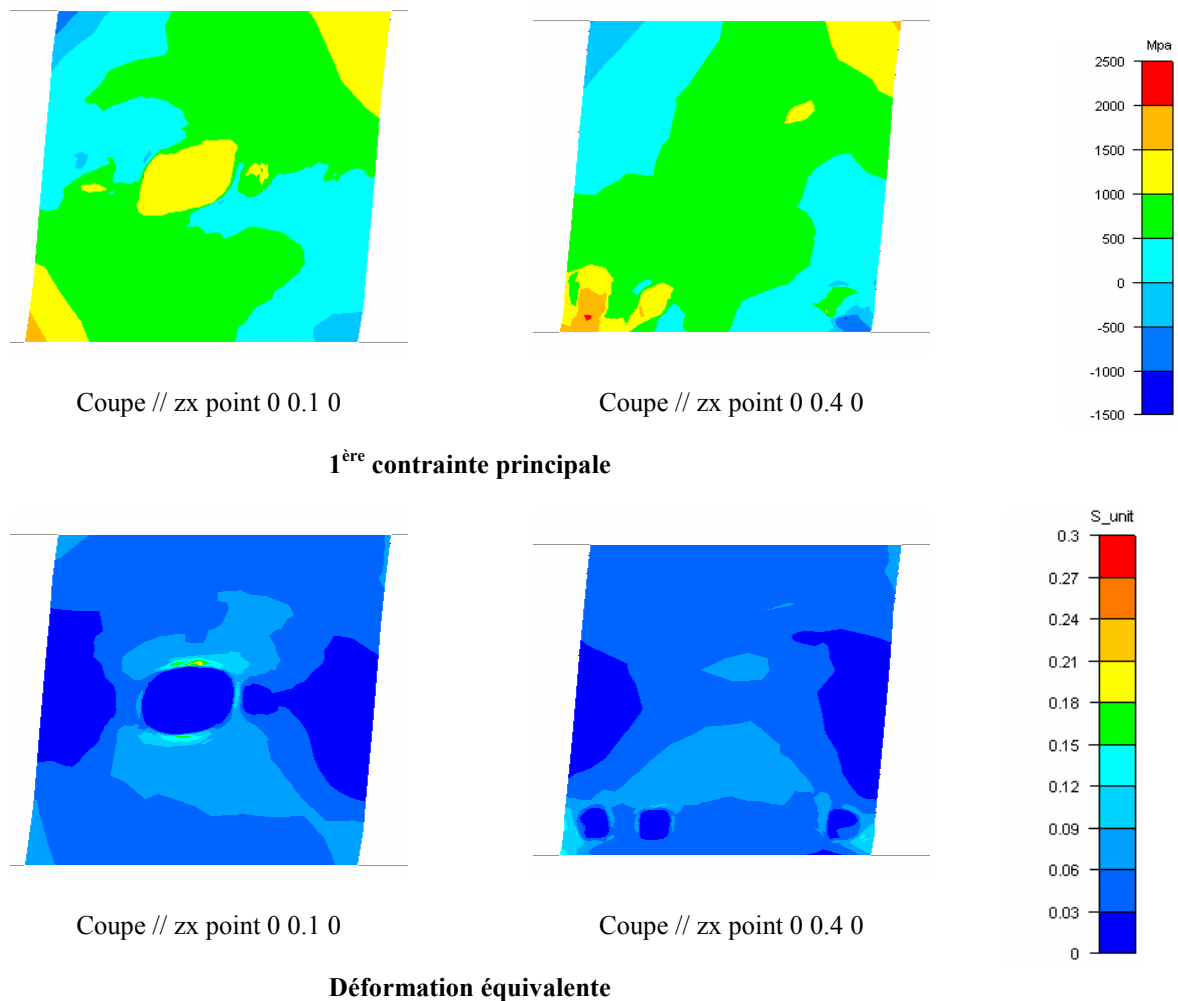 Mpa
2500
2000
1500
1000
500
0
-500
-1000
-1500
Coupe // zx point 0 0.1 0
Coupe // zx point 0 0.4 0
1ère contrainte principale
S_unit
0.3
0.27
0.24
0.21
0.18
0.15
0.12
0.09
0.06
0.03
0
Coupe // zx point 0 0.1 0
Coupe // zx point 0 0.4 0
Déformation équivalente